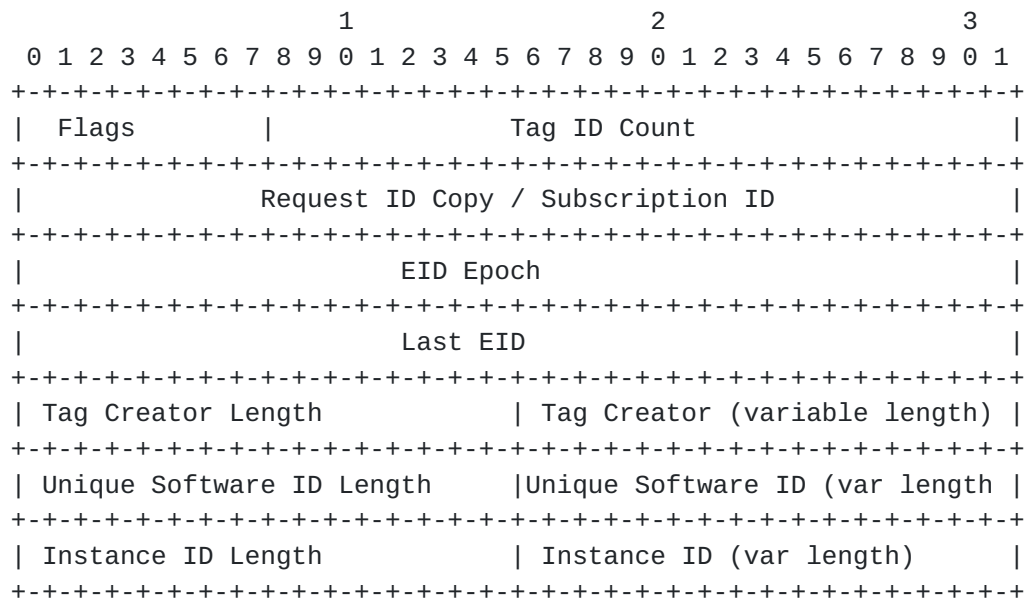 1                   2                   3
 0 1 2 3 4 5 6 7 8 9 0 1 2 3 4 5 6 7 8 9 0 1 2 3 4 5 6 7 8 9 0 1
+-+-+-+-+-+-+-+-+-+-+-+-+-+-+-+-+-+-+-+-+-+-+-+-+-+-+-+-+-+-+-+-+
|  Flags        |               Tag ID Count                    |
+-+-+-+-+-+-+-+-+-+-+-+-+-+-+-+-+-+-+-+-+-+-+-+-+-+-+-+-+-+-+-+-+
|               Request ID Copy / Subscription ID               |
+-+-+-+-+-+-+-+-+-+-+-+-+-+-+-+-+-+-+-+-+-+-+-+-+-+-+-+-+-+-+-+-+
|                        EID Epoch                              |
+-+-+-+-+-+-+-+-+-+-+-+-+-+-+-+-+-+-+-+-+-+-+-+-+-+-+-+-+-+-+-+-+
|                        Last EID                               |
+-+-+-+-+-+-+-+-+-+-+-+-+-+-+-+-+-+-+-+-+-+-+-+-+-+-+-+-+-+-+-+-+
| Tag Creator Length            | Tag Creator (variable length) |
+-+-+-+-+-+-+-+-+-+-+-+-+-+-+-+-+-+-+-+-+-+-+-+-+-+-+-+-+-+-+-+-+
| Unique Software ID Length     |Unique Software ID (var length |
+-+-+-+-+-+-+-+-+-+-+-+-+-+-+-+-+-+-+-+-+-+-+-+-+-+-+-+-+-+-+-+-+
| Instance ID Length            | Instance ID (var length)      |
+-+-+-+-+-+-+-+-+-+-+-+-+-+-+-+-+-+-+-+-+-+-+-+-+-+-+-+-+-+-+-+-+